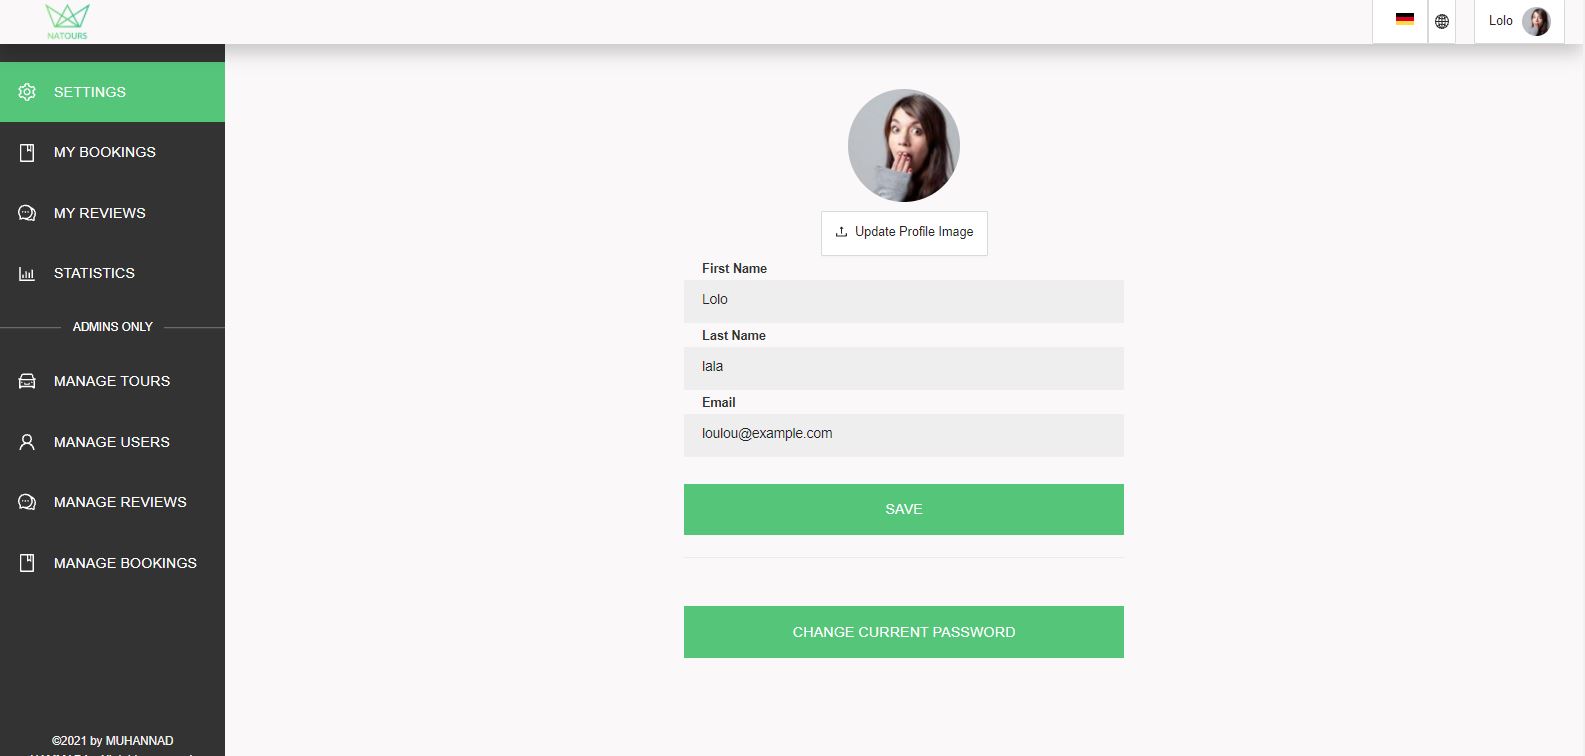 NATOURS
Lolo
SETTINGS
MY BOOKINGS
MY REVIEWS
STATISTICS
ADMINS ONLY
MANAGE TOURS
MANAGE USERS
MANAGE REVIEWS
MANAGE BOOKINGS
©2021 by MUHANNAD
Update Profile Image
First Name
Lolo
Last Name
lala
Email
loulou@example.com
SAVE
CHANGE CURRENT PASSWORD